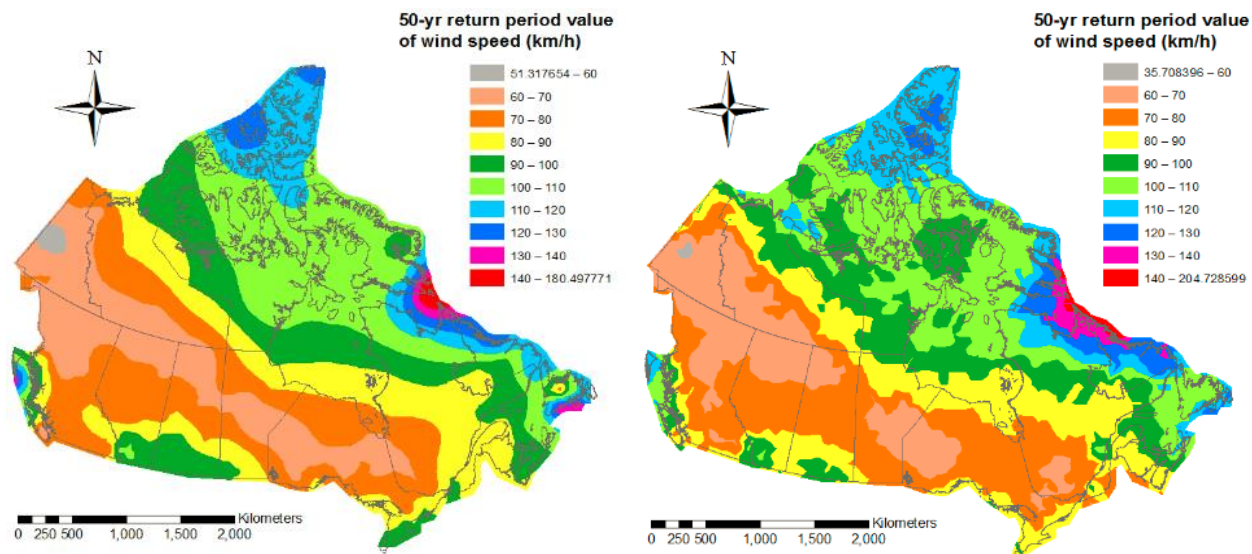 50-yr return period value
of wind speed (km/h)
N
51.317654 – 60
60 – 70
70 – 80
80 – 90
90 – 100
100 – 110
110 – 120
120 – 130
130 – 140
140 – 180.497771
Kilometers
0 250 500 1,000 1,500 2,000
50-yr return period value
of wind speed (km/h)
N
35.708396 – 60
60 – 70
70 – 80
80 – 90
90 – 100
100 – 110
110 – 120
120 – 130
130 – 140
140 – 204.728599
Kilometers
0 250 500 1,000 1,500 2,000